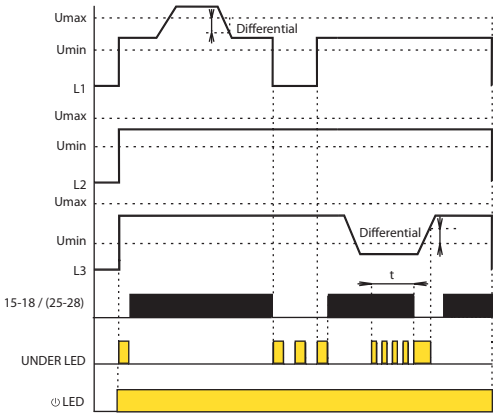 Umax
Differential
Umin
L1
Umax
Umin
L2
Umax
Differential
Umin
L3
t
15-18 / (25-28)
UNDER LED
⏻ LED